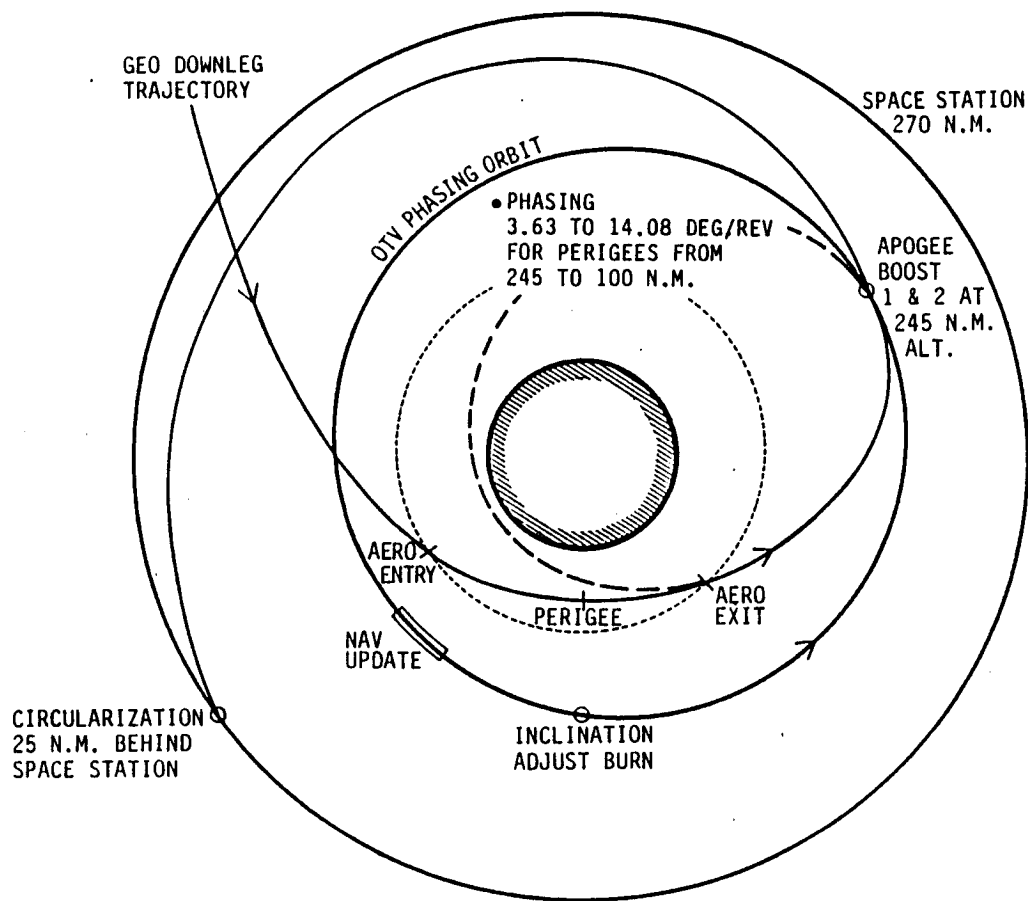 GEO DOWNLEG
TRAJECTORY
SPACE STATION
270 N.M.
OTV PHASING ORBIT
• PHASING
3.63 TO 14.08 DEG/REV
FOR PERIGEES FROM
245 TO 100 N.M.
APOGEE
BOOST
1 & 2 AT
245 N.M.
ALT.
AERO
ENTRY
PERIGEE
AERO
EXIT
NAV
UPDATE
CIRCULARIZATION
25 N.M. BEHIND
SPACE STATION
INCLINATION
ADJUST BURN